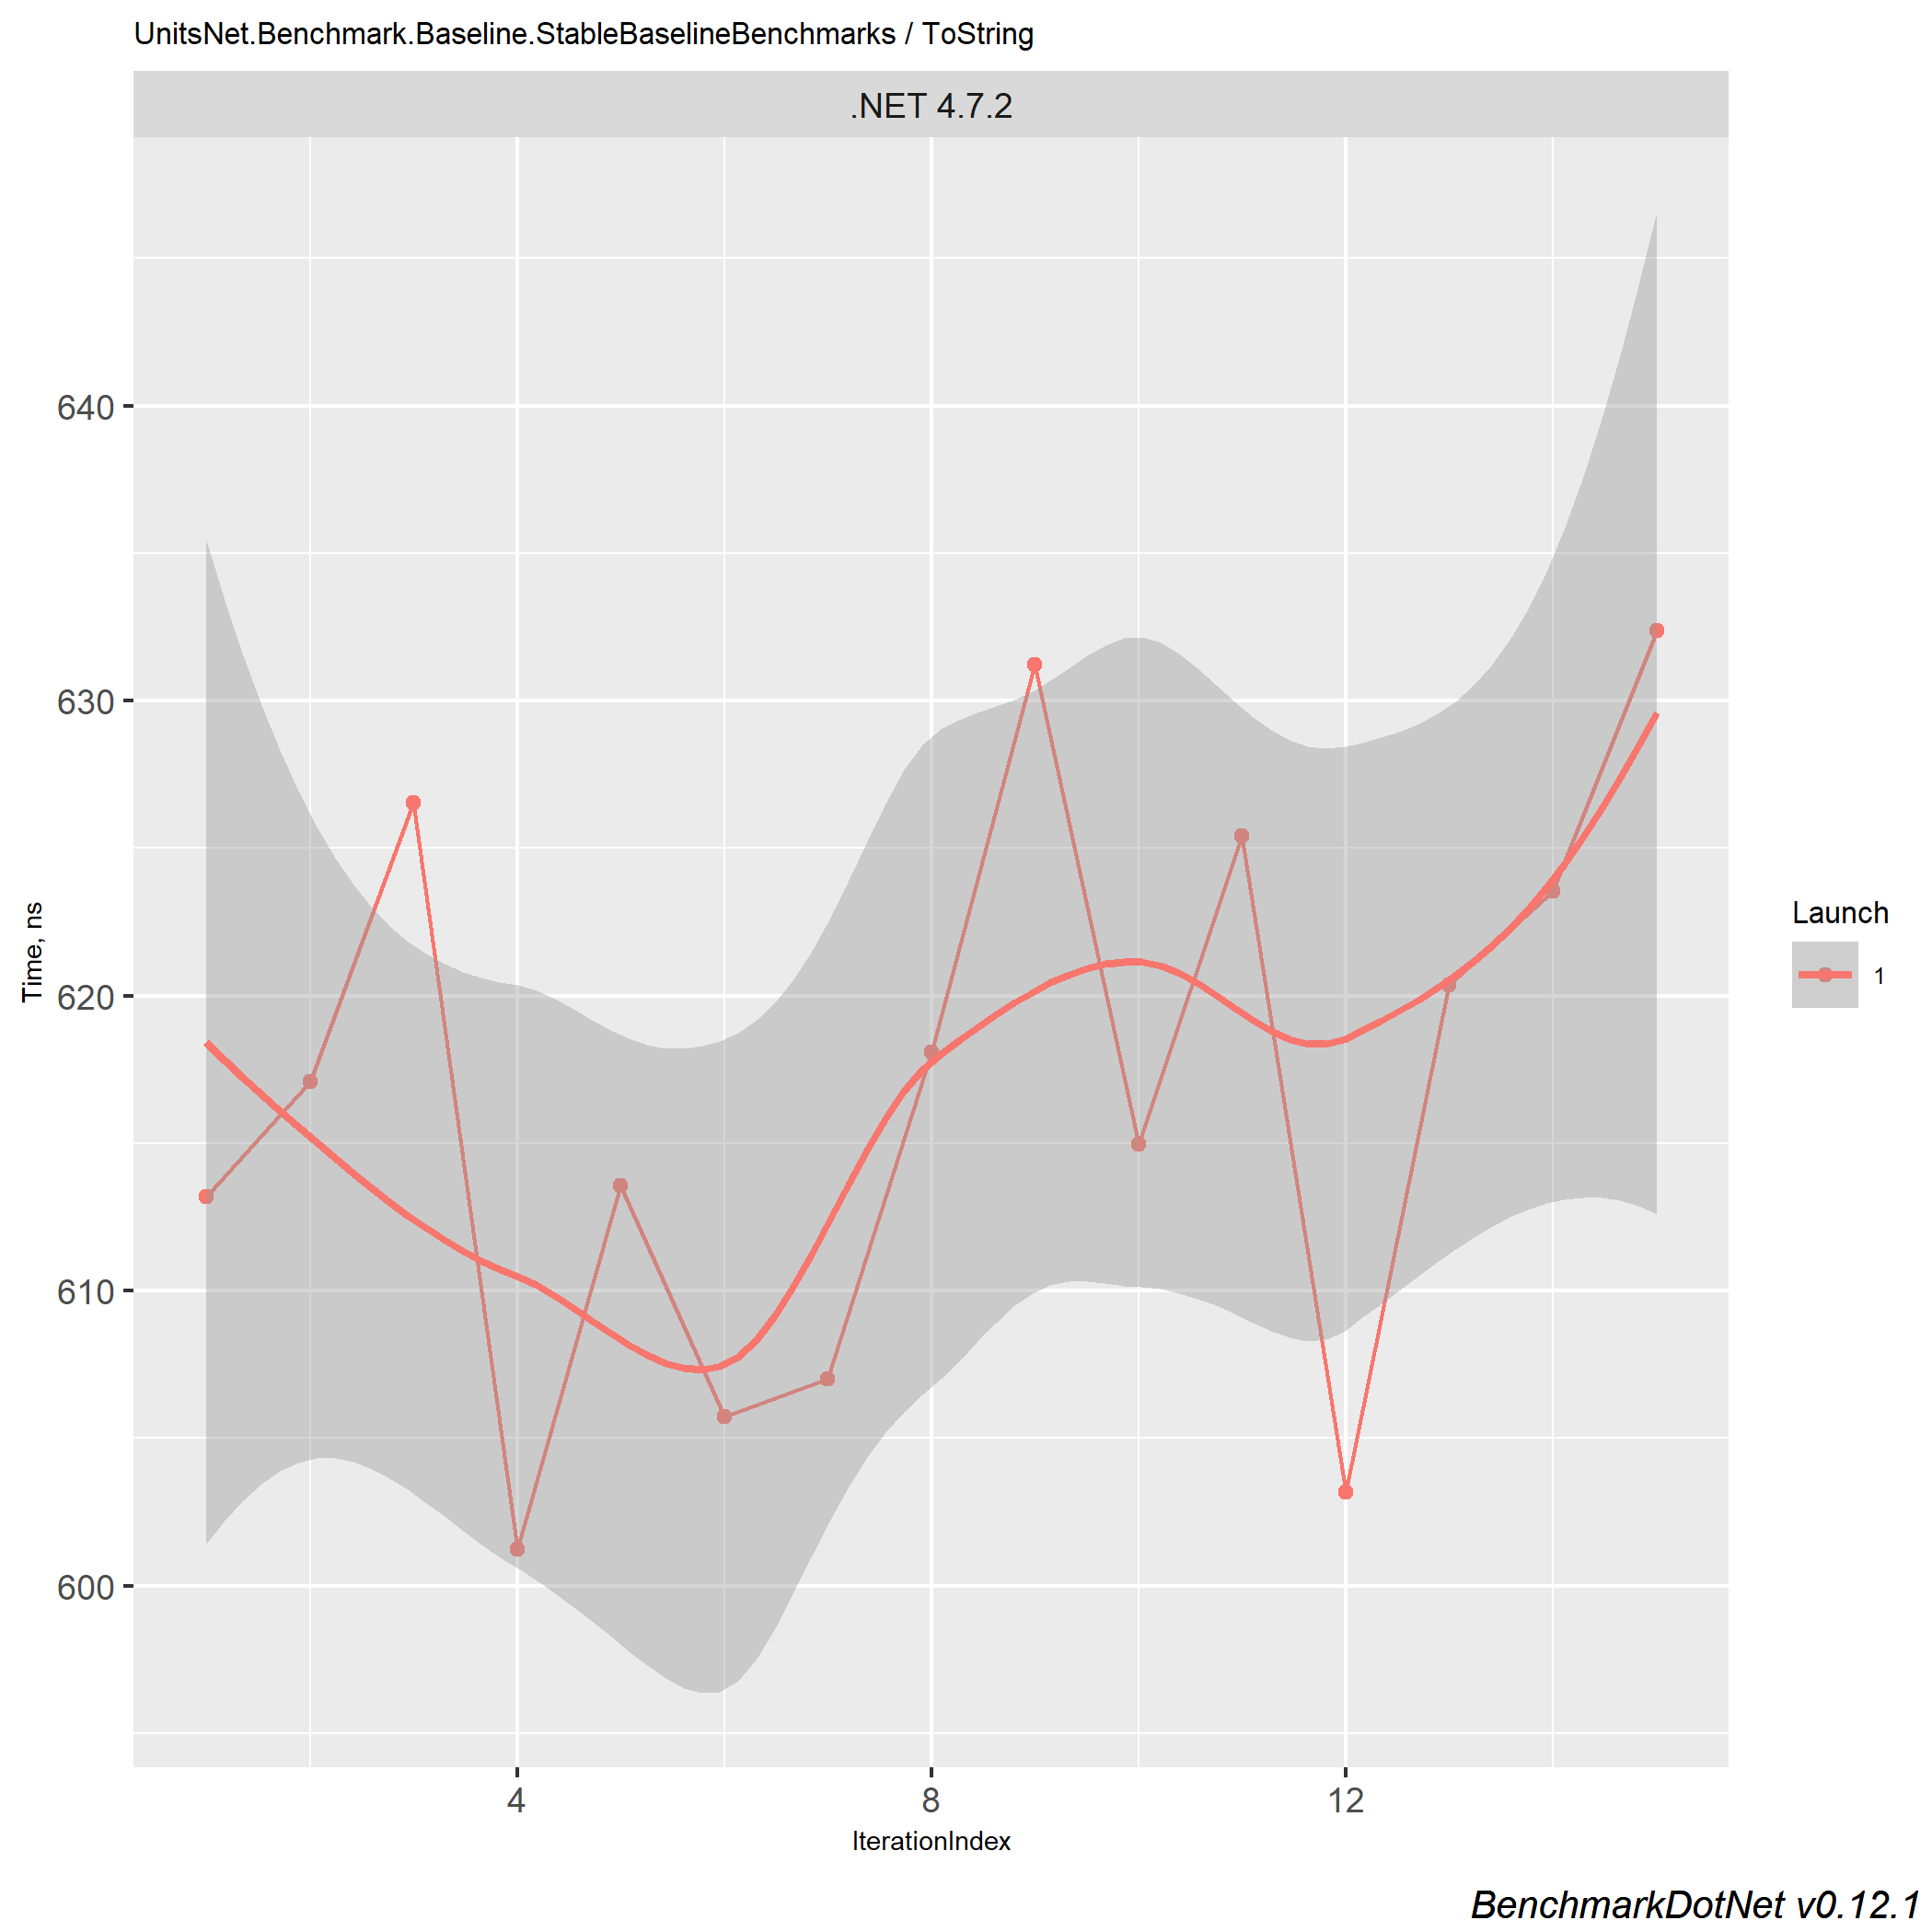 UnitsNet.Benchmark.Baseline.StableBaselineBenchmarks / ToString
.NET 4.7.2
640
630
620
610
600
Time, ns
4 8 12
IterationIndex
Launch
1
BenchmarkDotNet v0.12.1